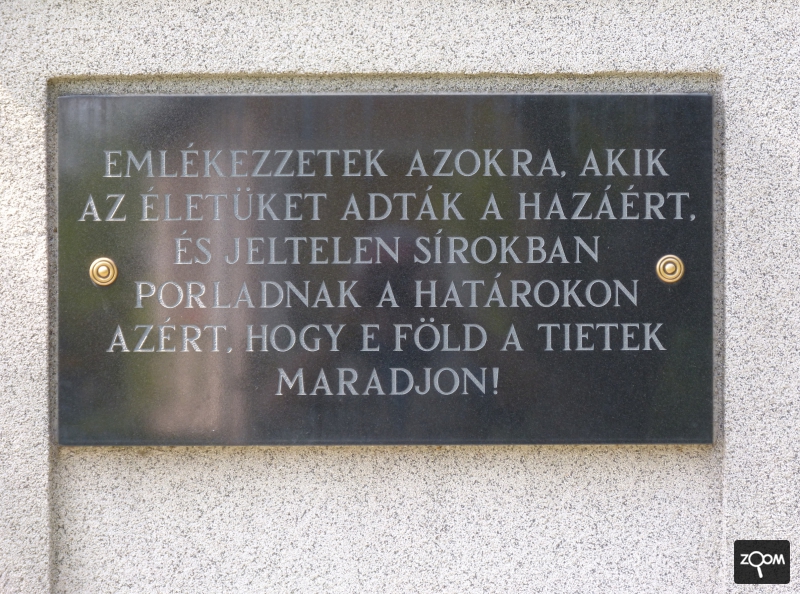 EMLÉKEZZETEK AZOKRA, AKIK
AZ ÉLETÜKET ADTÁK A HAZÁÉRT,
ÉS JELTELEN SÍROKBAN
PORLADNAK A HATÁROKON
AZÉRT, HOGY E FÖLD A TIETEK
MARADJON!
ZOOM